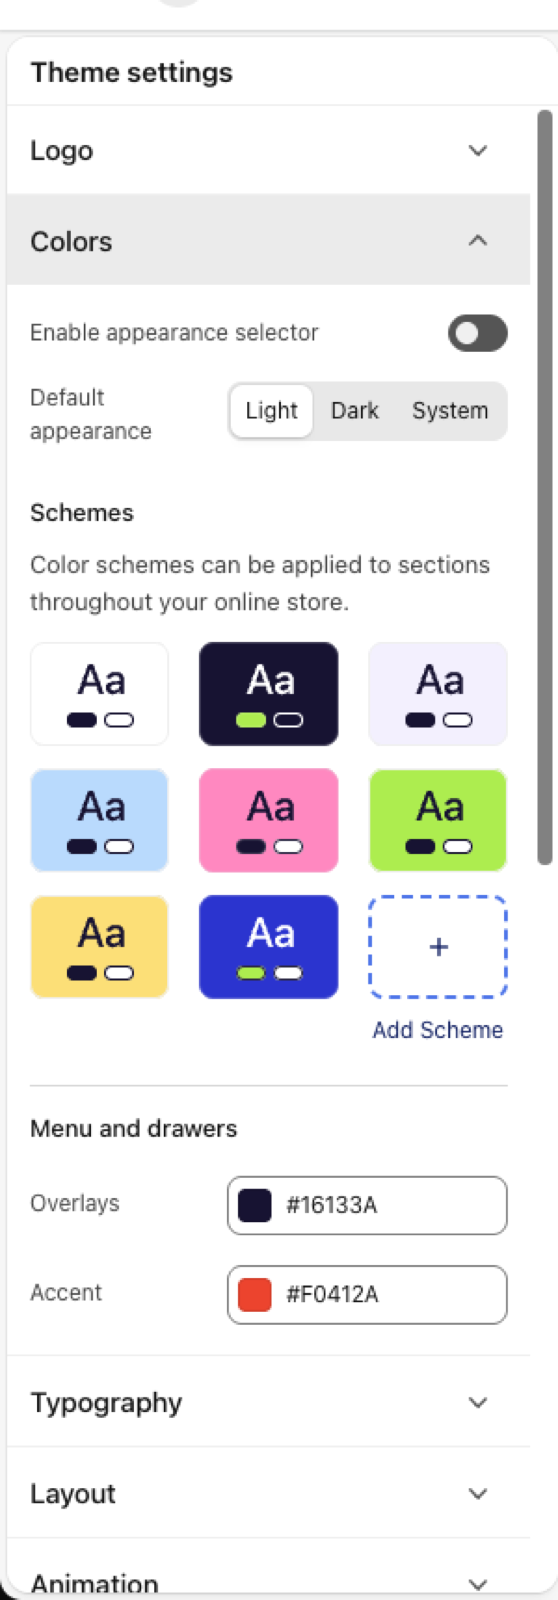 Theme settings
Logo
Colors
Enable appearance selector
Default
appearance
Light Dark System
Schemes
Color schemes can be applied to sections
throughout your online store.
Aa Aa Aa
Aa Aa Aa
Aa Aa +
Add Scheme
Menu and drawers
Overlays #16133A
Accent #F0412A
Typography
Layout
Animation